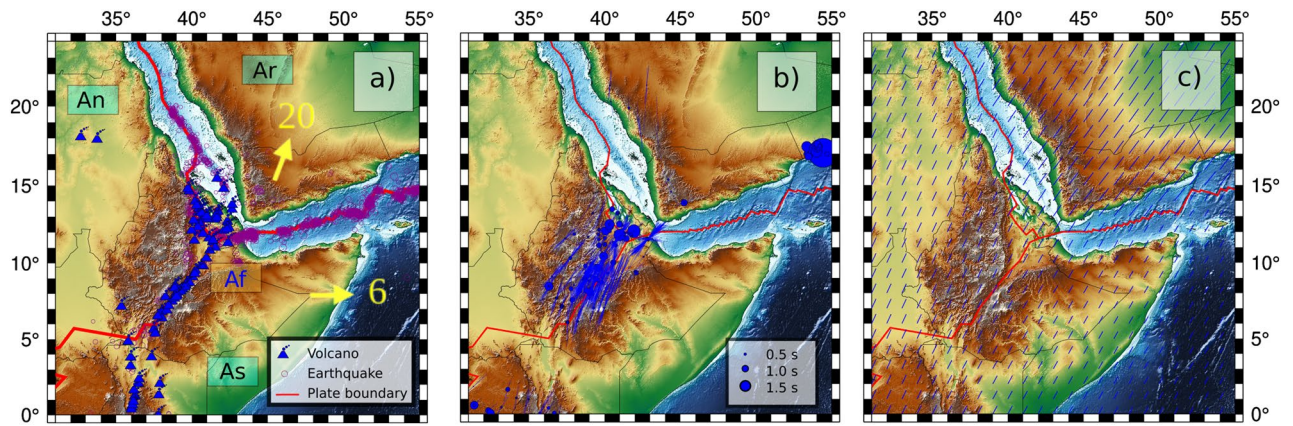 35° 40° 45° 50° 55° 35° 40° 45° 50° 55° 35° 40° 45° 50° 55°
Ar a) b) c)
An
20° 20 20°
15° 15°
10° 10°
Af 6
5° 5°
Volcano 0.5 s
As Earthquake 1.0 s
Plate boundary 1.5 s
0° 0°